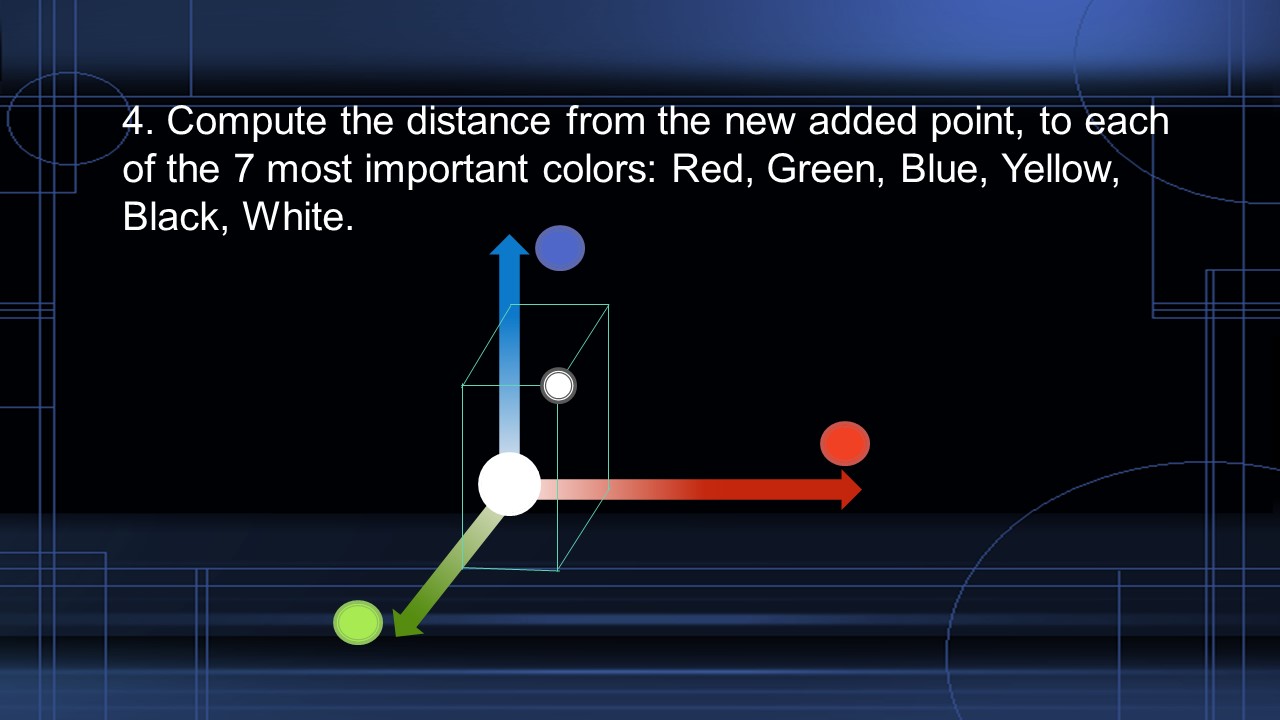 4. Compute the distance from the new added point, to each
of the 7 most important colors: Red, Green, Blue, Yellow,
Black, White.